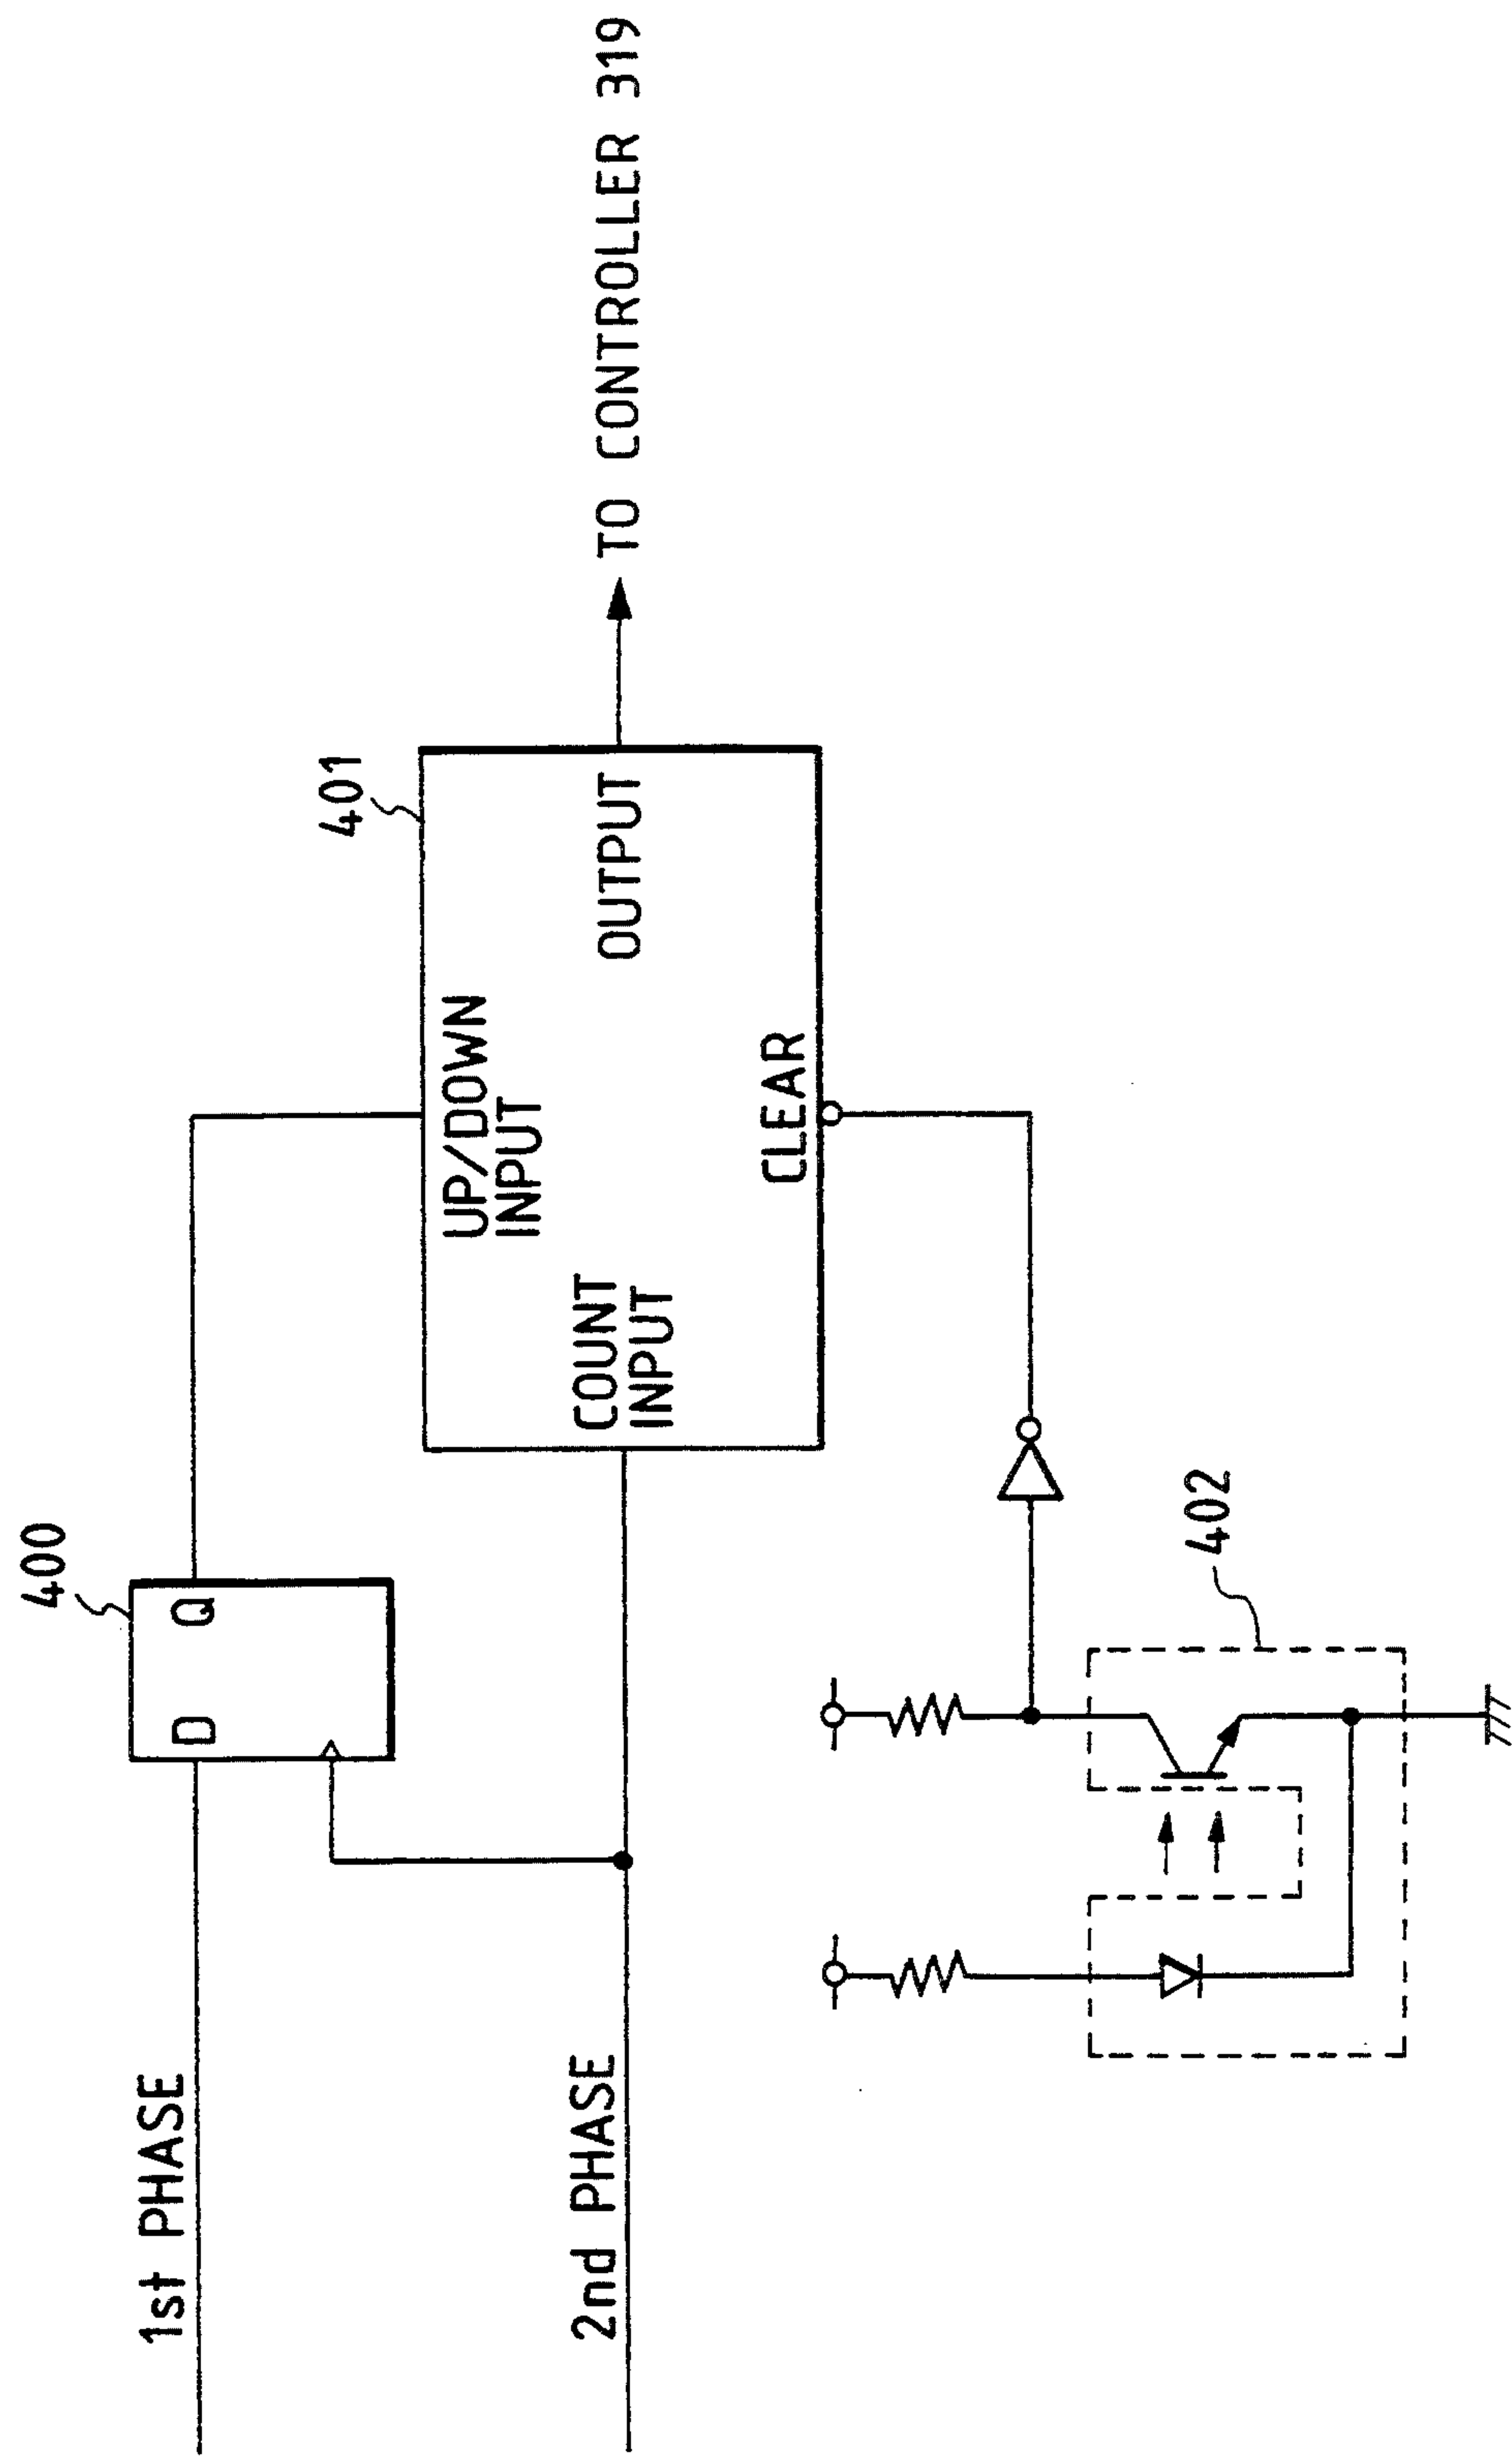 1st PHASE
2nd PHASE
400
D
Q
401
UP/DOWN
INPUT
COUNT
INPUT
OUTPUT
CLEAR
TO CONTROLLER 319
402